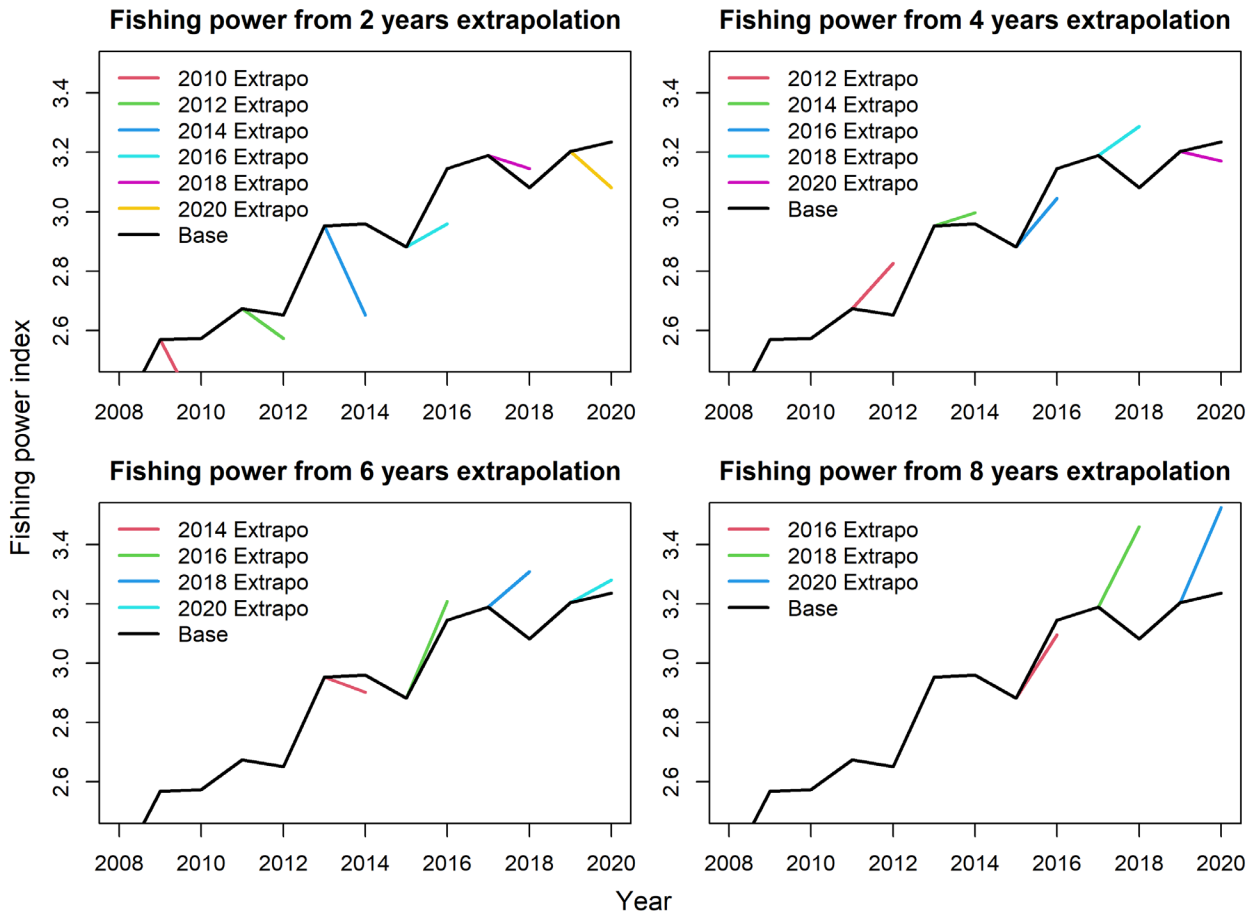 Fishing power from 2 years extrapolation
3.4
3.2
3.0
2.8
2.6
2010 Extrapo
2012 Extrapo
2014 Extrapo
2016 Extrapo
2018 Extrapo
2020 Extrapo
Base
2008 2010 2012 2014 2016 2018 2020
Fishing power from 4 years extrapolation
3.4
3.2
3.0
2.8
2.6
2012 Extrapo
2014 Extrapo
2016 Extrapo
2018 Extrapo
2020 Extrapo
Base
2008 2010 2012 2014 2016 2018 2020
Fishing power index
Fishing power from 6 years extrapolation
3.4
3.2
3.0
2.8
2.6
2014 Extrapo
2016 Extrapo
2018 Extrapo
2020 Extrapo
Base
2008 2010 2012 2014 2016 2018 2020
Fishing power from 8 years extrapolation
3.4
3.2
3.0
2.8
2.6
2016 Extrapo
2018 Extrapo
2020 Extrapo
Base
2008 2010 2012 2014 2016 2018 2020
Year